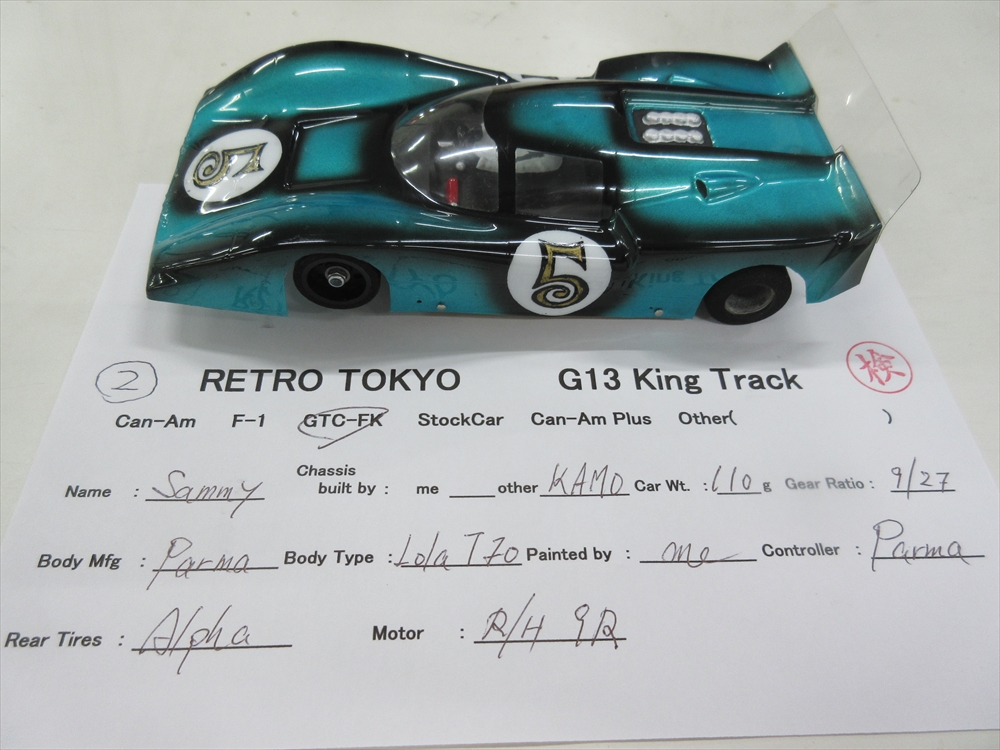 5
5
② RETRO TOKYO G13 King Track 検
Can-Am F-1 GTC-FK StockCar Can-Am Plus Other( )
Name : Sammy Chassis built by : me ___ other KAMO Car Wt. : 110 g Gear Ratio : 9/27
Body Mfg : Parma Body Type : Lola T70 Painted by : me Controller : Parma
Rear Tires : Alpha Motor : R/H 9R